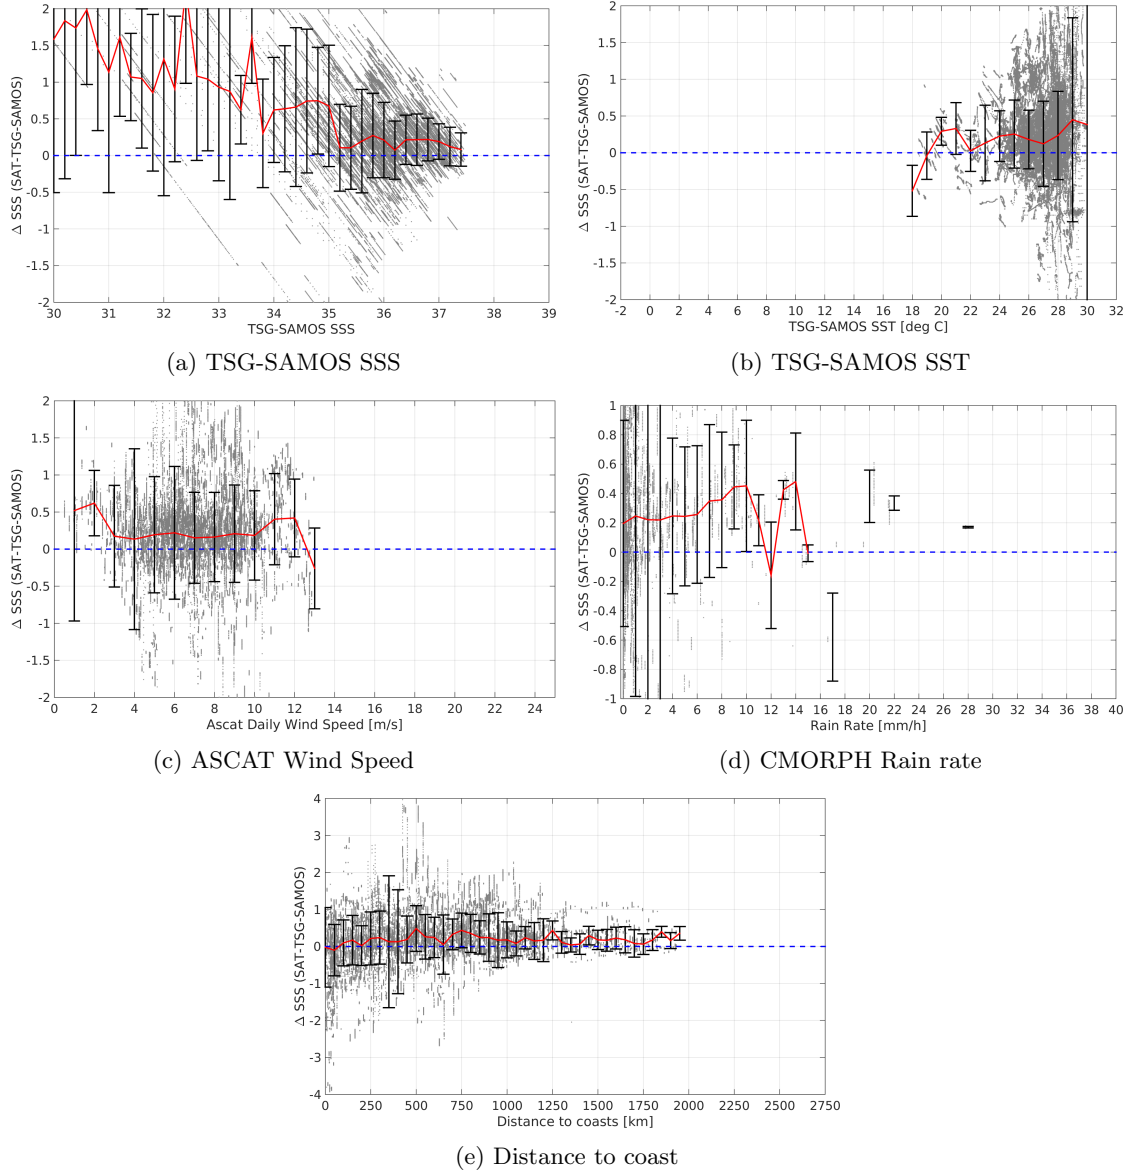 2
1.5
1
0.5
0
-0.5
-1
-1.5
-2
Δ SSS (SAT-TSG-SAMOS)
30 31 32 33 34 35 36 37 38 39
TSG-SAMOS SSS
(a) TSG-SAMOS SSS
2
1.5
1
0.5
0
-0.5
-1
-1.5
-2
Δ SSS (SAT-TSG-SAMOS)
-2 0 2 4 6 8 10 12 14 16 18 20 22 24 26 28 30 32
TSG-SAMOS SST [deg C]
(b) TSG-SAMOS SST
2
1.5
1
0.5
0
-0.5
-1
-1.5
-2
Δ SSS (SAT-TSG-SAMOS)
0 2 4 6 8 10 12 14 16 18 20 22 24
Ascat Daily Wind Speed [m/s]
(c) ASCAT Wind Speed
1
0.8
0.6
0.4
0.2
0
-0.2
-0.4
-0.6
-0.8
-1
Δ SSS (SAT-TSG-SAMOS)
0 2 4 6 8 10 12 14 16 18 20 22 24 26 28 30 32 34 36 38 40
Rain Rate [mm/h]
(d) CMORPH Rain rate
4
3
2
1
0
-1
-2
-3
-4
Δ SSS (SAT-TSG-SAMOS)
0 250 500 750 1000 1250 1500 1750 2000 2250 2500 2750
Distance to coasts [km]
(e) Distance to coast